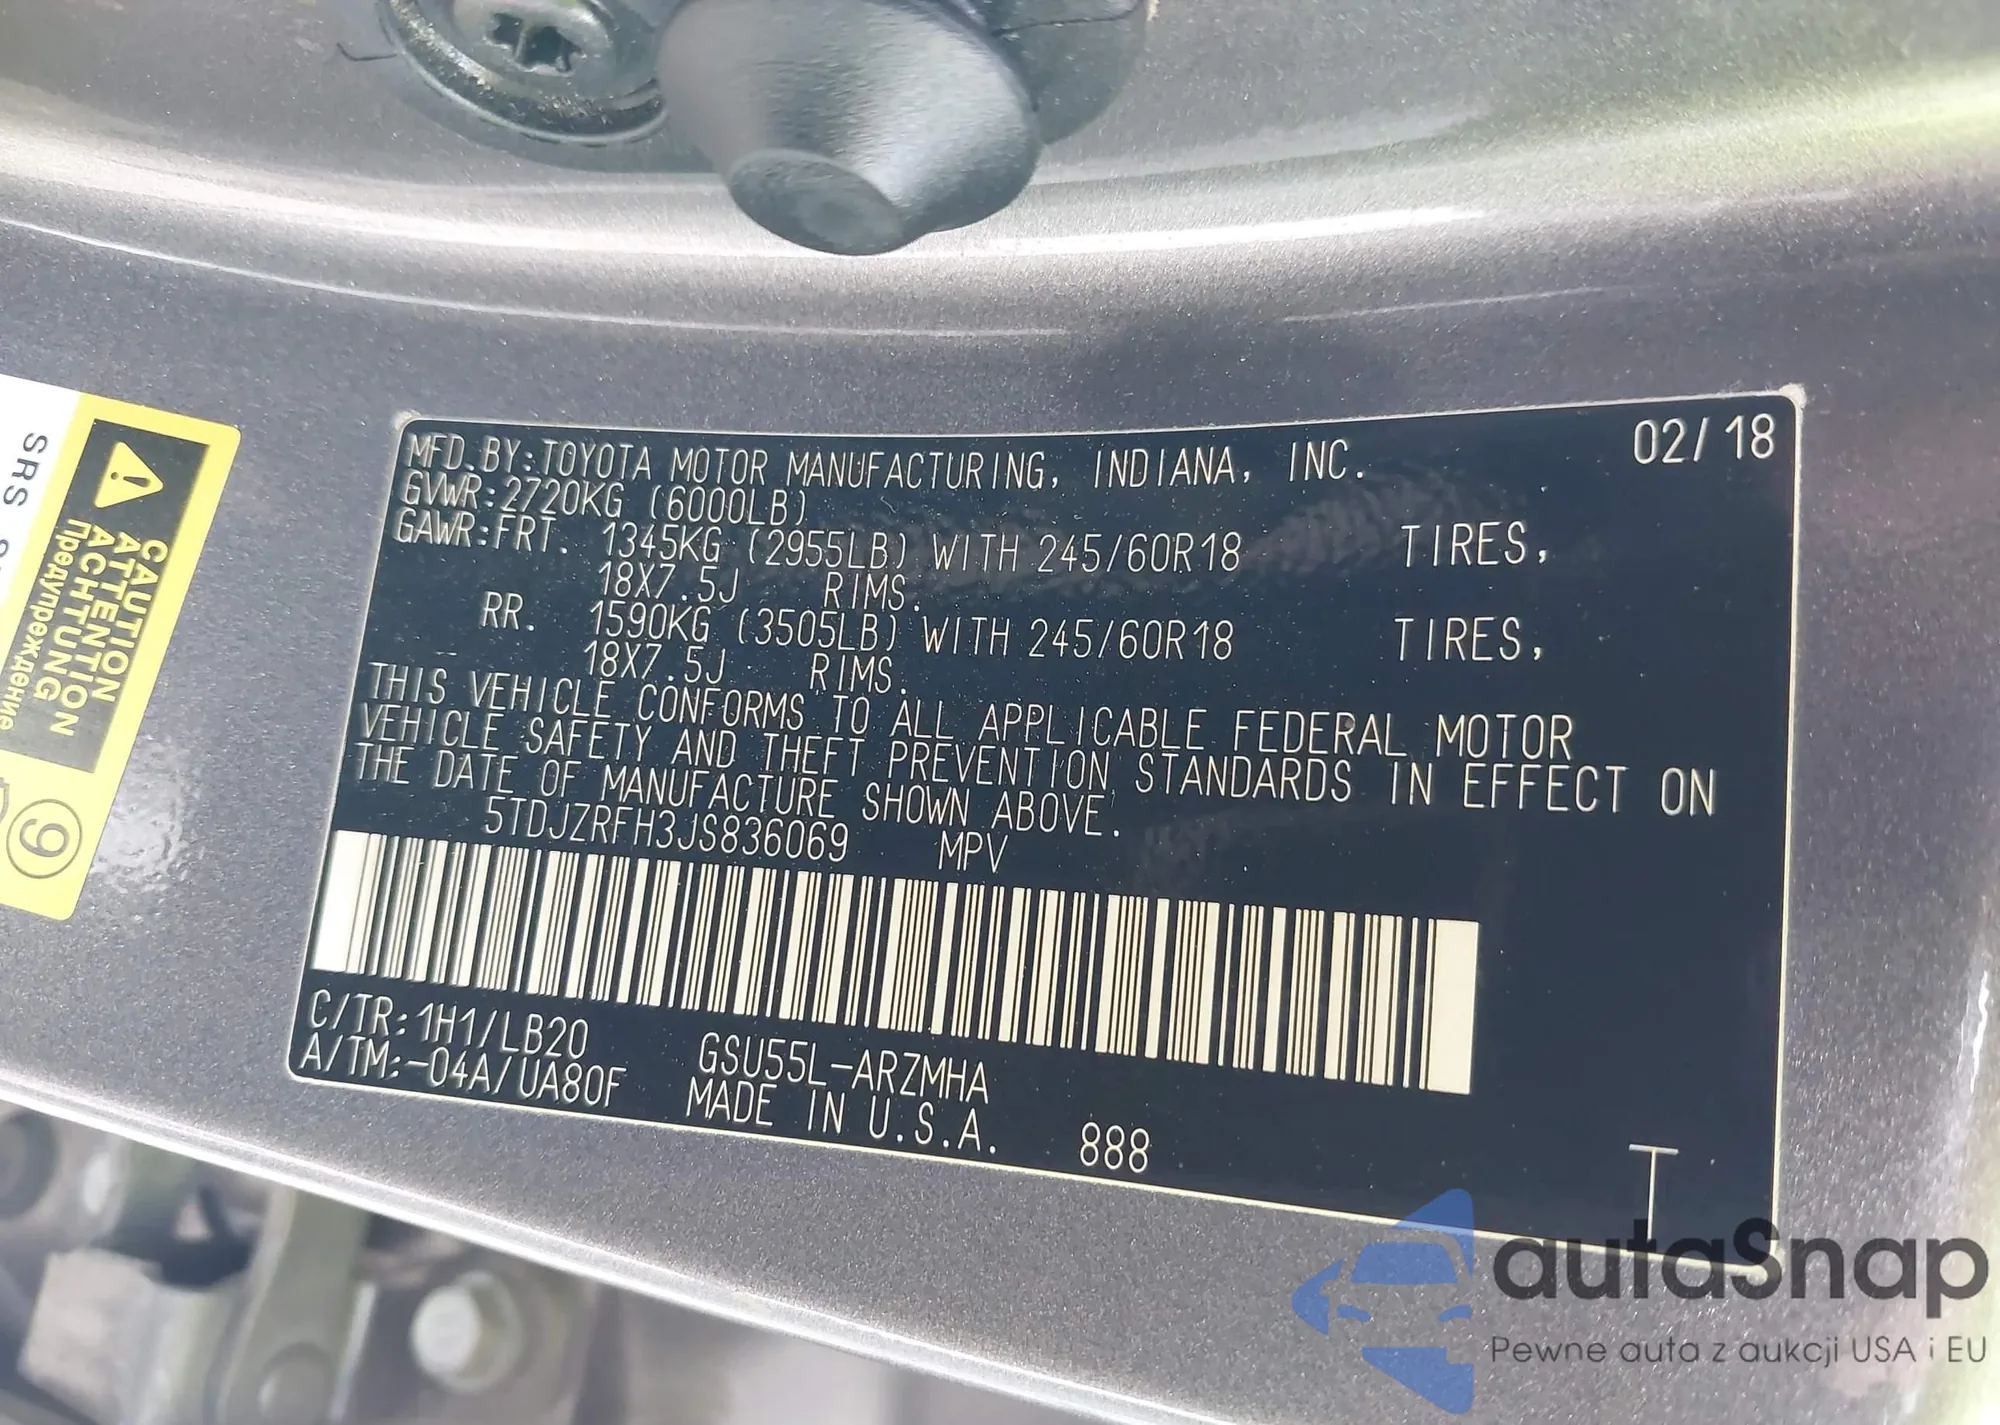 MFD.BY:TOYOTA MOTOR MANUFACTURING, INDIANA, INC. 02/18
GVWR:2720KG (6000LB)
GAWR:FRT. 1345KG (2955LB) WITH 245/60R18 TIRES,
18X7.5J RIMS.
RR. 1590KG (3505LB) WITH 245/60R18 TIRES,
18X7.5J RIMS.
THIS VEHICLE CONFORMS TO ALL APPLICABLE FEDERAL MOTOR
VEHICLE SAFETY AND THEFT PREVENTION STANDARDS IN EFFECT ON
THE DATE OF MANUFACTURE SHOWN ABOVE.
5TDJZRFH3JS836069 MPV
C/TR:1H1/LB20 GSU55L-ARZMHA
A/TM:-04A/UA80F MADE IN U.S.A. 888
T
CAUTION
ATTENTION
ACHTUNG
Предупреждение
SRS
9
autaSnap
Pewne auta z aukcji USA i EU